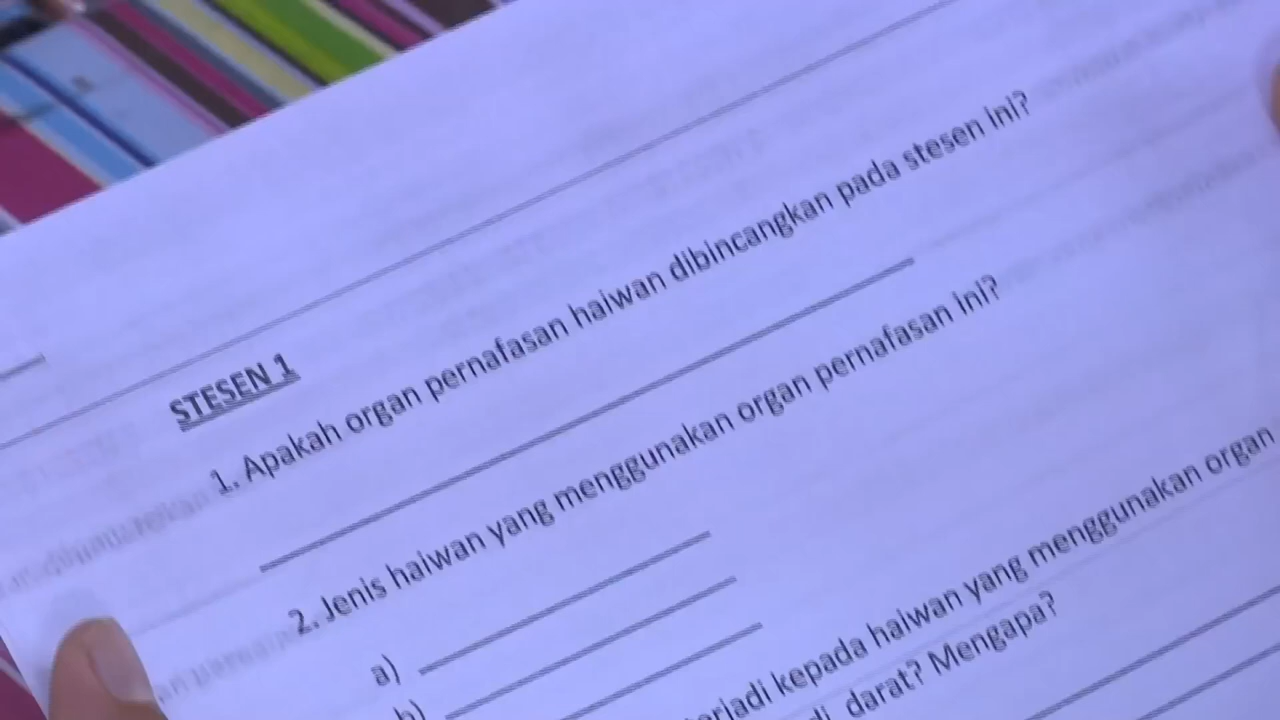 STESEN 1
1. Apakah organ pernafasan haiwan dibincangkan pada stesen ini?
2. Jenis haiwan yang menggunakan organ pernafasan ini?
a)
b)
kepada haiwan yang menggunakan organ
darat? Mengapa?